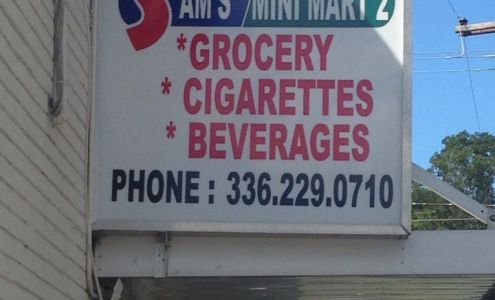 SAM'S MINI MART 2
*GROCERY
* CIGARETTES
* BEVERAGES
PHONE : 336.229.0710